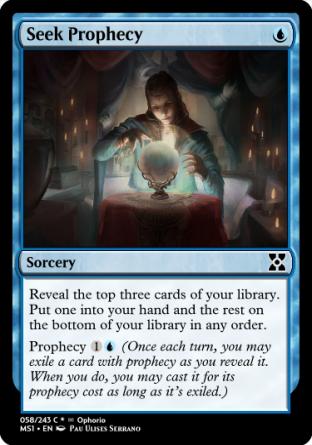 Seek Prophecy
Sorcery
Reveal the top three cards of your library.
Put one into your hand and the rest on
the bottom of your library in any order.
Prophecy 1 (Once each turn, you may
exile a card with prophecy as you reveal it.
When you do, you may cast it for its
prophecy cost as long as it's exiled.)
058/243 C * ∞ Ophorio
MS1 • EN Pau Ulises Serrano